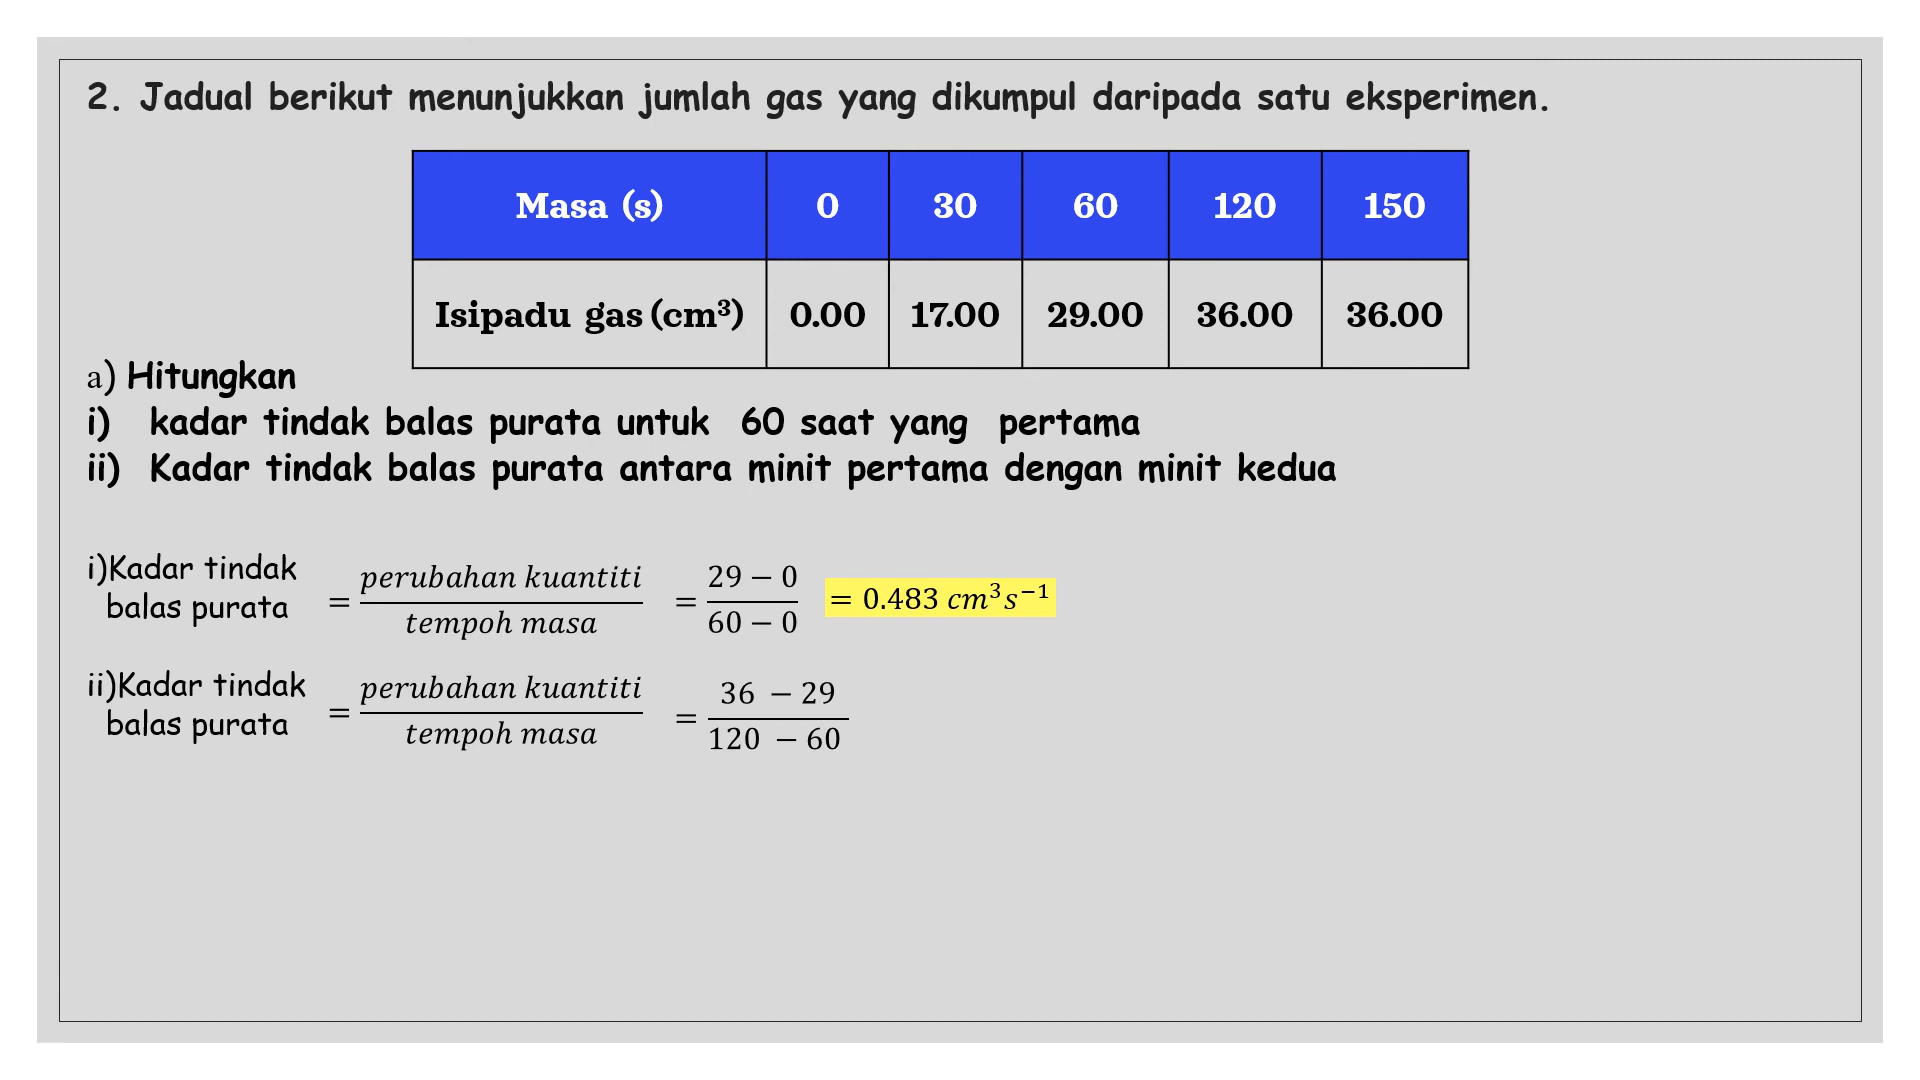 2. Jadual berikut menunjukkan jumlah gas yang dikumpul daripada satu eksperimen.
Masa (s) 0 30 60 120 150
Isipadu gas (cm³) 0.00 17.00 29.00 36.00 36.00
a) Hitungkan
i) kadar tindak balas purata untuk 60 saat yang pertama
ii) Kadar tindak balas purata antara minit pertama dengan minit kedua
i)Kadar tindak
balas purata
= perubahan kuantiti / tempoh masa = 29 − 0 / 60 − 0 = 0.483 cm³s⁻¹
ii)Kadar tindak
balas purata
= perubahan kuantiti / tempoh masa = 36 − 29 / 120 − 60